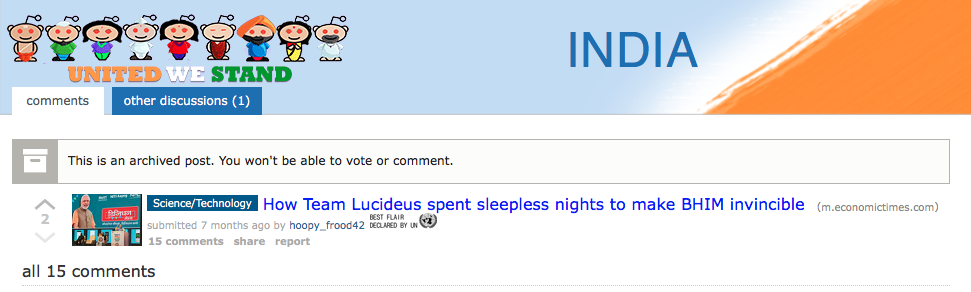 UNITED WE STAND
INDIA
comments
other discussions (1)
This is an archived post. You won't be able to vote or comment.
2
Science/Technology How Team Lucideus spent sleepless nights to make BHIM invincible (m.economictimes.com)
submitted 7 months ago by hoopy_frood42 BEST FLAIR DECLARED BY UN
15 comments share report
all 15 comments